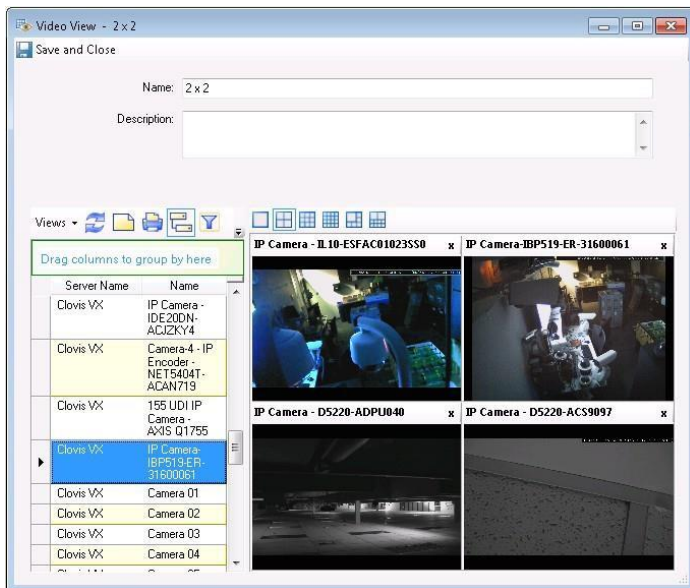 Video View - 2 x 2
Save and Close
Name: 2 x 2
Description:
Views
Drag columns to group by here
Server Name Name
Clovis VX IP Camera -
IDE20DN-
ACJZKY4
Clovis VX Camera-4 - IP
Encoder -
NET5404T-
ACAN719
Clovis VX 155 UDI IP
Camera -
AXIS Q1755
Clovis VX IP Camera-
IBP519-ER-
31600061
Clovis VX Camera 01
Clovis VX Camera 02
Clovis VX Camera 03
Clovis VX Camera 04
IP Camera - IL10-ESFAC01023SS0 x
IP Camera-IBP519-ER-31600061 x
IP Camera - D5220-ADPU040 x
IP Camera - D5220-ACS9097 x